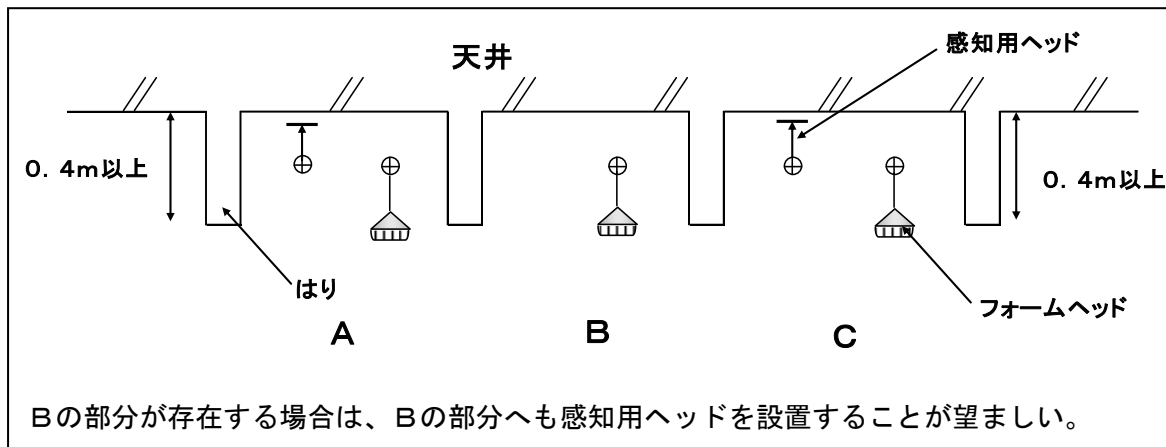 天井
感知用ヘッド
０．４ｍ以上
０．４ｍ以上
はり
フォームヘッド
Ａ
Ｂ
Ｃ
Ｂの部分が存在する場合は、Ｂの部分へも感知用ヘッドを設置することが望ましい。